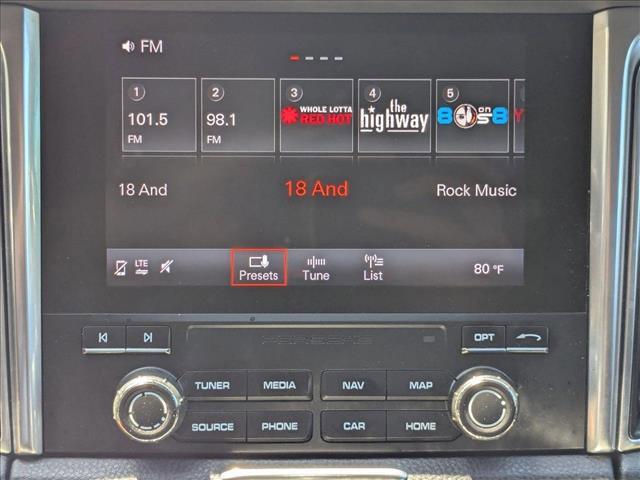 FM
1 2 3 4 5
101.5 FM
98.1 FM
WHOLE LOTTA
RED HOT
the
highway
80s on 8
18 And 18 And Rock Music
LTE
Presets Tune List 80 °F
PORSCHE
OPT
TUNER MEDIA NAV MAP
SOURCE PHONE CAR HOME